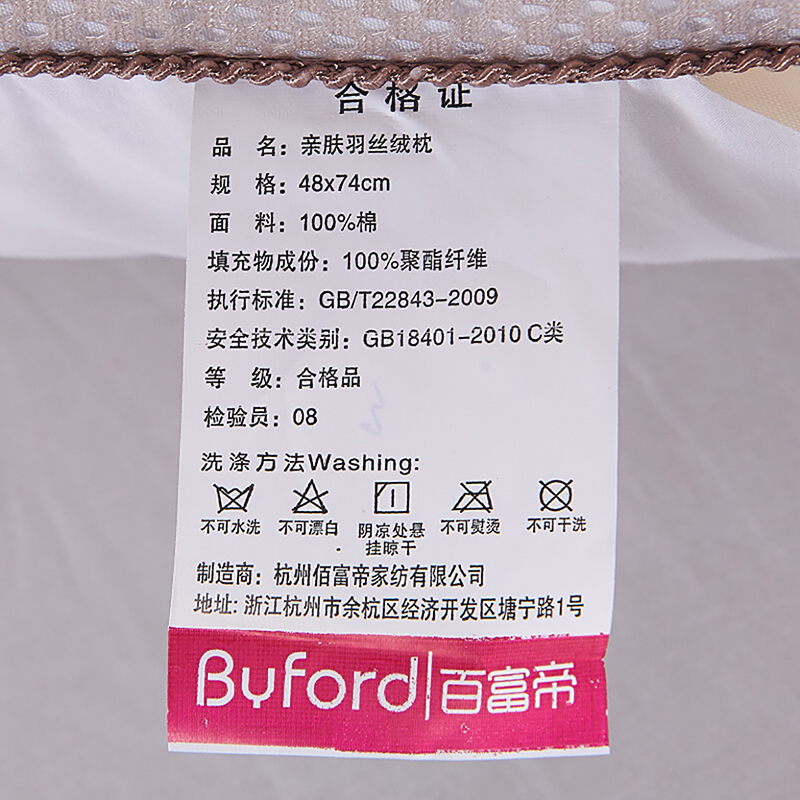 合格证
品 名：亲肤羽丝绒枕
规 格：48x74cm
面 料：100%棉
填充物成份：100%聚酯纤维
执行标准：GB/T22843-2009
安全技术类别：GB18401-2010 C类
等 级：合格品
检验员：08
洗涤方法Washing:
不可水洗 不可漂白 阴凉处悬挂晾干 不可熨烫 不可干洗
制造商：杭州佰富帝家纺有限公司
地址: 浙江杭州市余杭区经济开发区塘宁路1号
Byford 百富帝